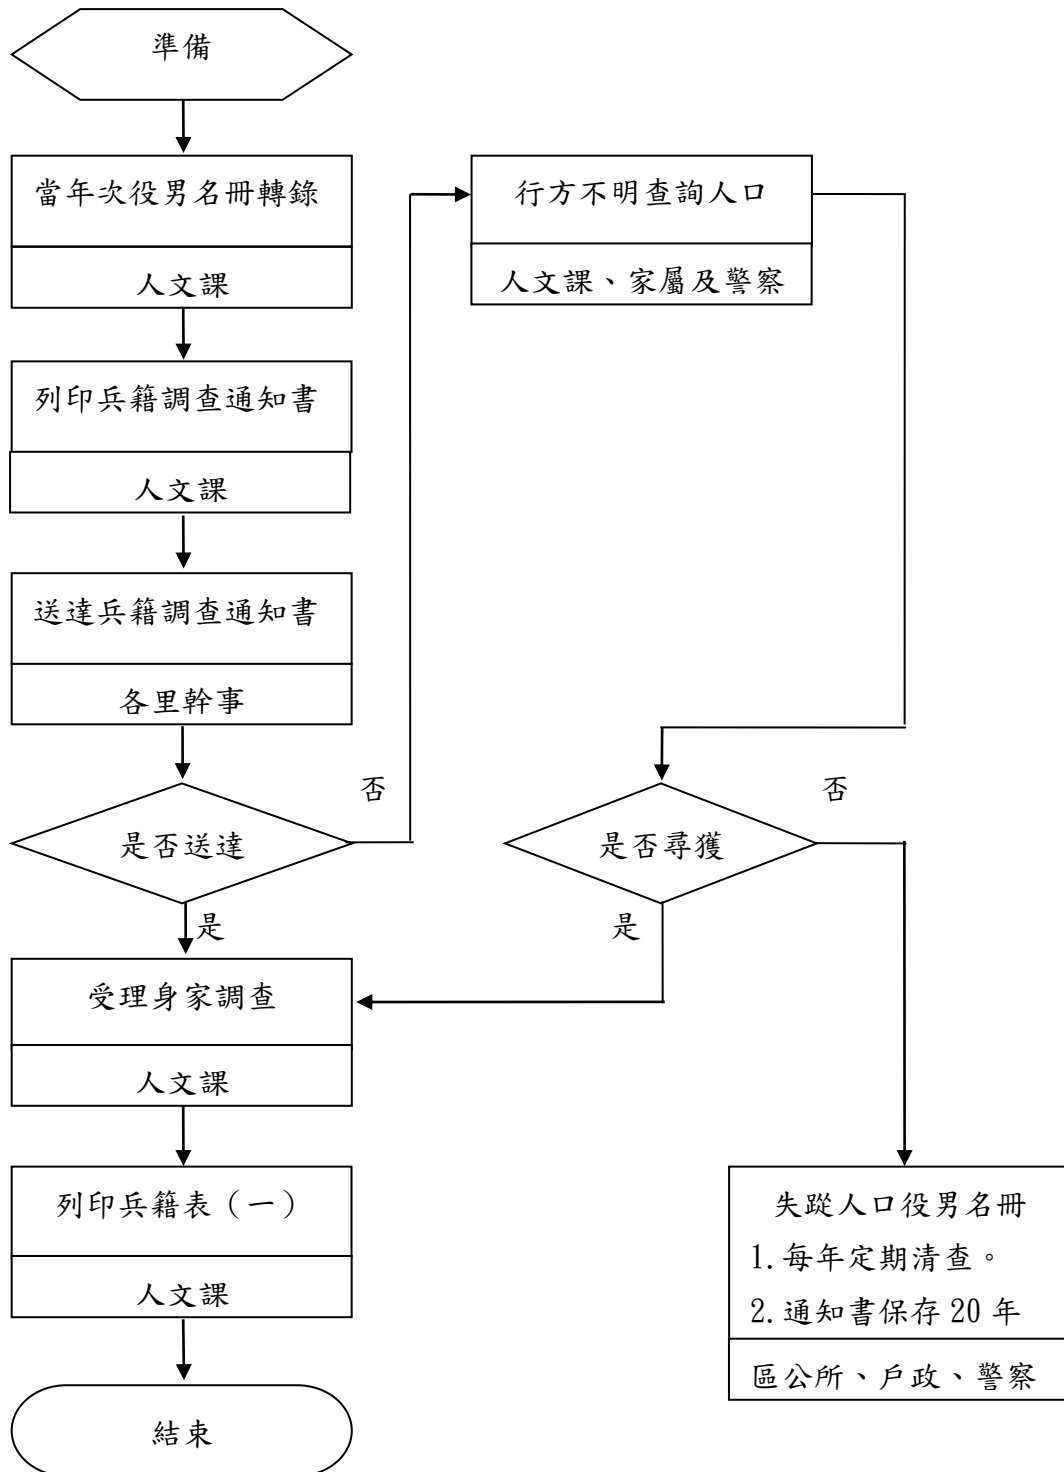 準備
當年次役男名冊轉錄
人文課
行方不明查詢人口
人文課、家屬及警察
列印兵籍調查通知書
人文課
送達兵籍調查通知書
各里幹事
否
是否送達
是
否
是否尋獲
是
受理身家調查
人文課
列印兵籍表（一）
人文課
結束
失蹤人口役男名冊
1.每年定期清查。
2.通知書保存 20 年
區公所、戶政、警察